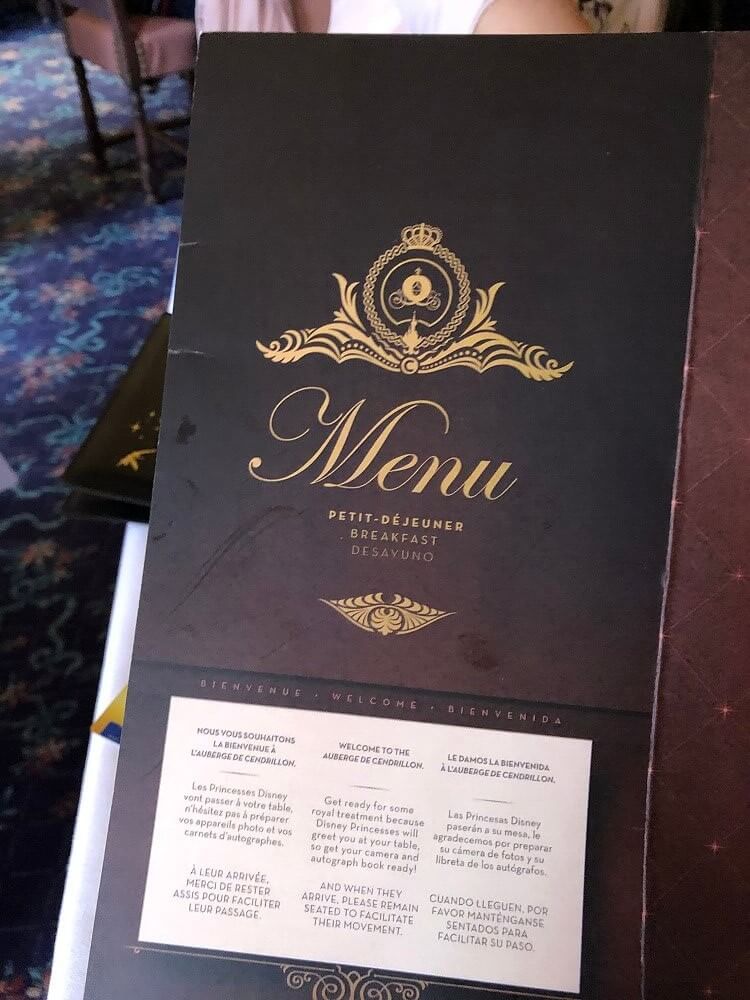 Menu
PETIT-DÉJEUNER
BREAKFAST
DESAYUNO
BIENVENUE · WELCOME · BIENVENIDA
NOUS VOUS SOUHAITONS
LA BIENVENUE À
L'AUBERGE DE CENDRILLON.
Les Princesses Disney
vont passer à votre table,
n'hésitez pas à préparer
vos appareils photo et vos
carnets d'autographes.
À LEUR ARRIVÉE,
MERCI DE RESTER
ASSIS POUR FACILITER
LEUR PASSAGE.
WELCOME TO THE
AUBERGE DE CENDRILLON.
Get ready for some
royal treatment because
Disney Princesses will
greet you at your table,
so get your camera and
autograph book ready!
AND WHEN THEY
ARRIVE, PLEASE REMAIN
SEATED TO FACILITATE
THEIR MOVEMENT.
LE DAMOS LA BIENVENIDA
À L'AUBERGE DE CENDRILLON.
Las Princesas Disney
paserán a su mesa, le
agradecemos por preparar
su cámera de fotos y su
libreta de los autógrafos.
CUANDO LLEGUEN, POR
FAVOR MANTÉNGANSE
SENTADOS PARA
FACILITAR SU PASO.